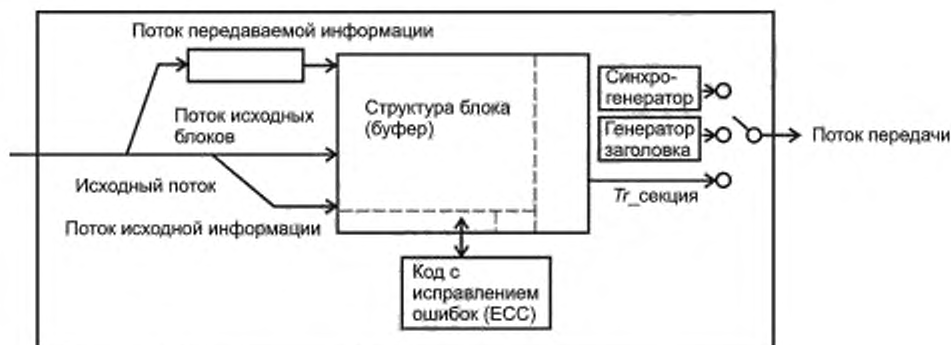 Поток передаваемой информации
Синхро-
генератор
Структура блока
(буфер)
Поток исходных
блоков
Генератор
заголовка
Поток передачи
Исходный поток
Tr_секция
Поток исходной информации
Код с
исправлением
ошибок (ECC)